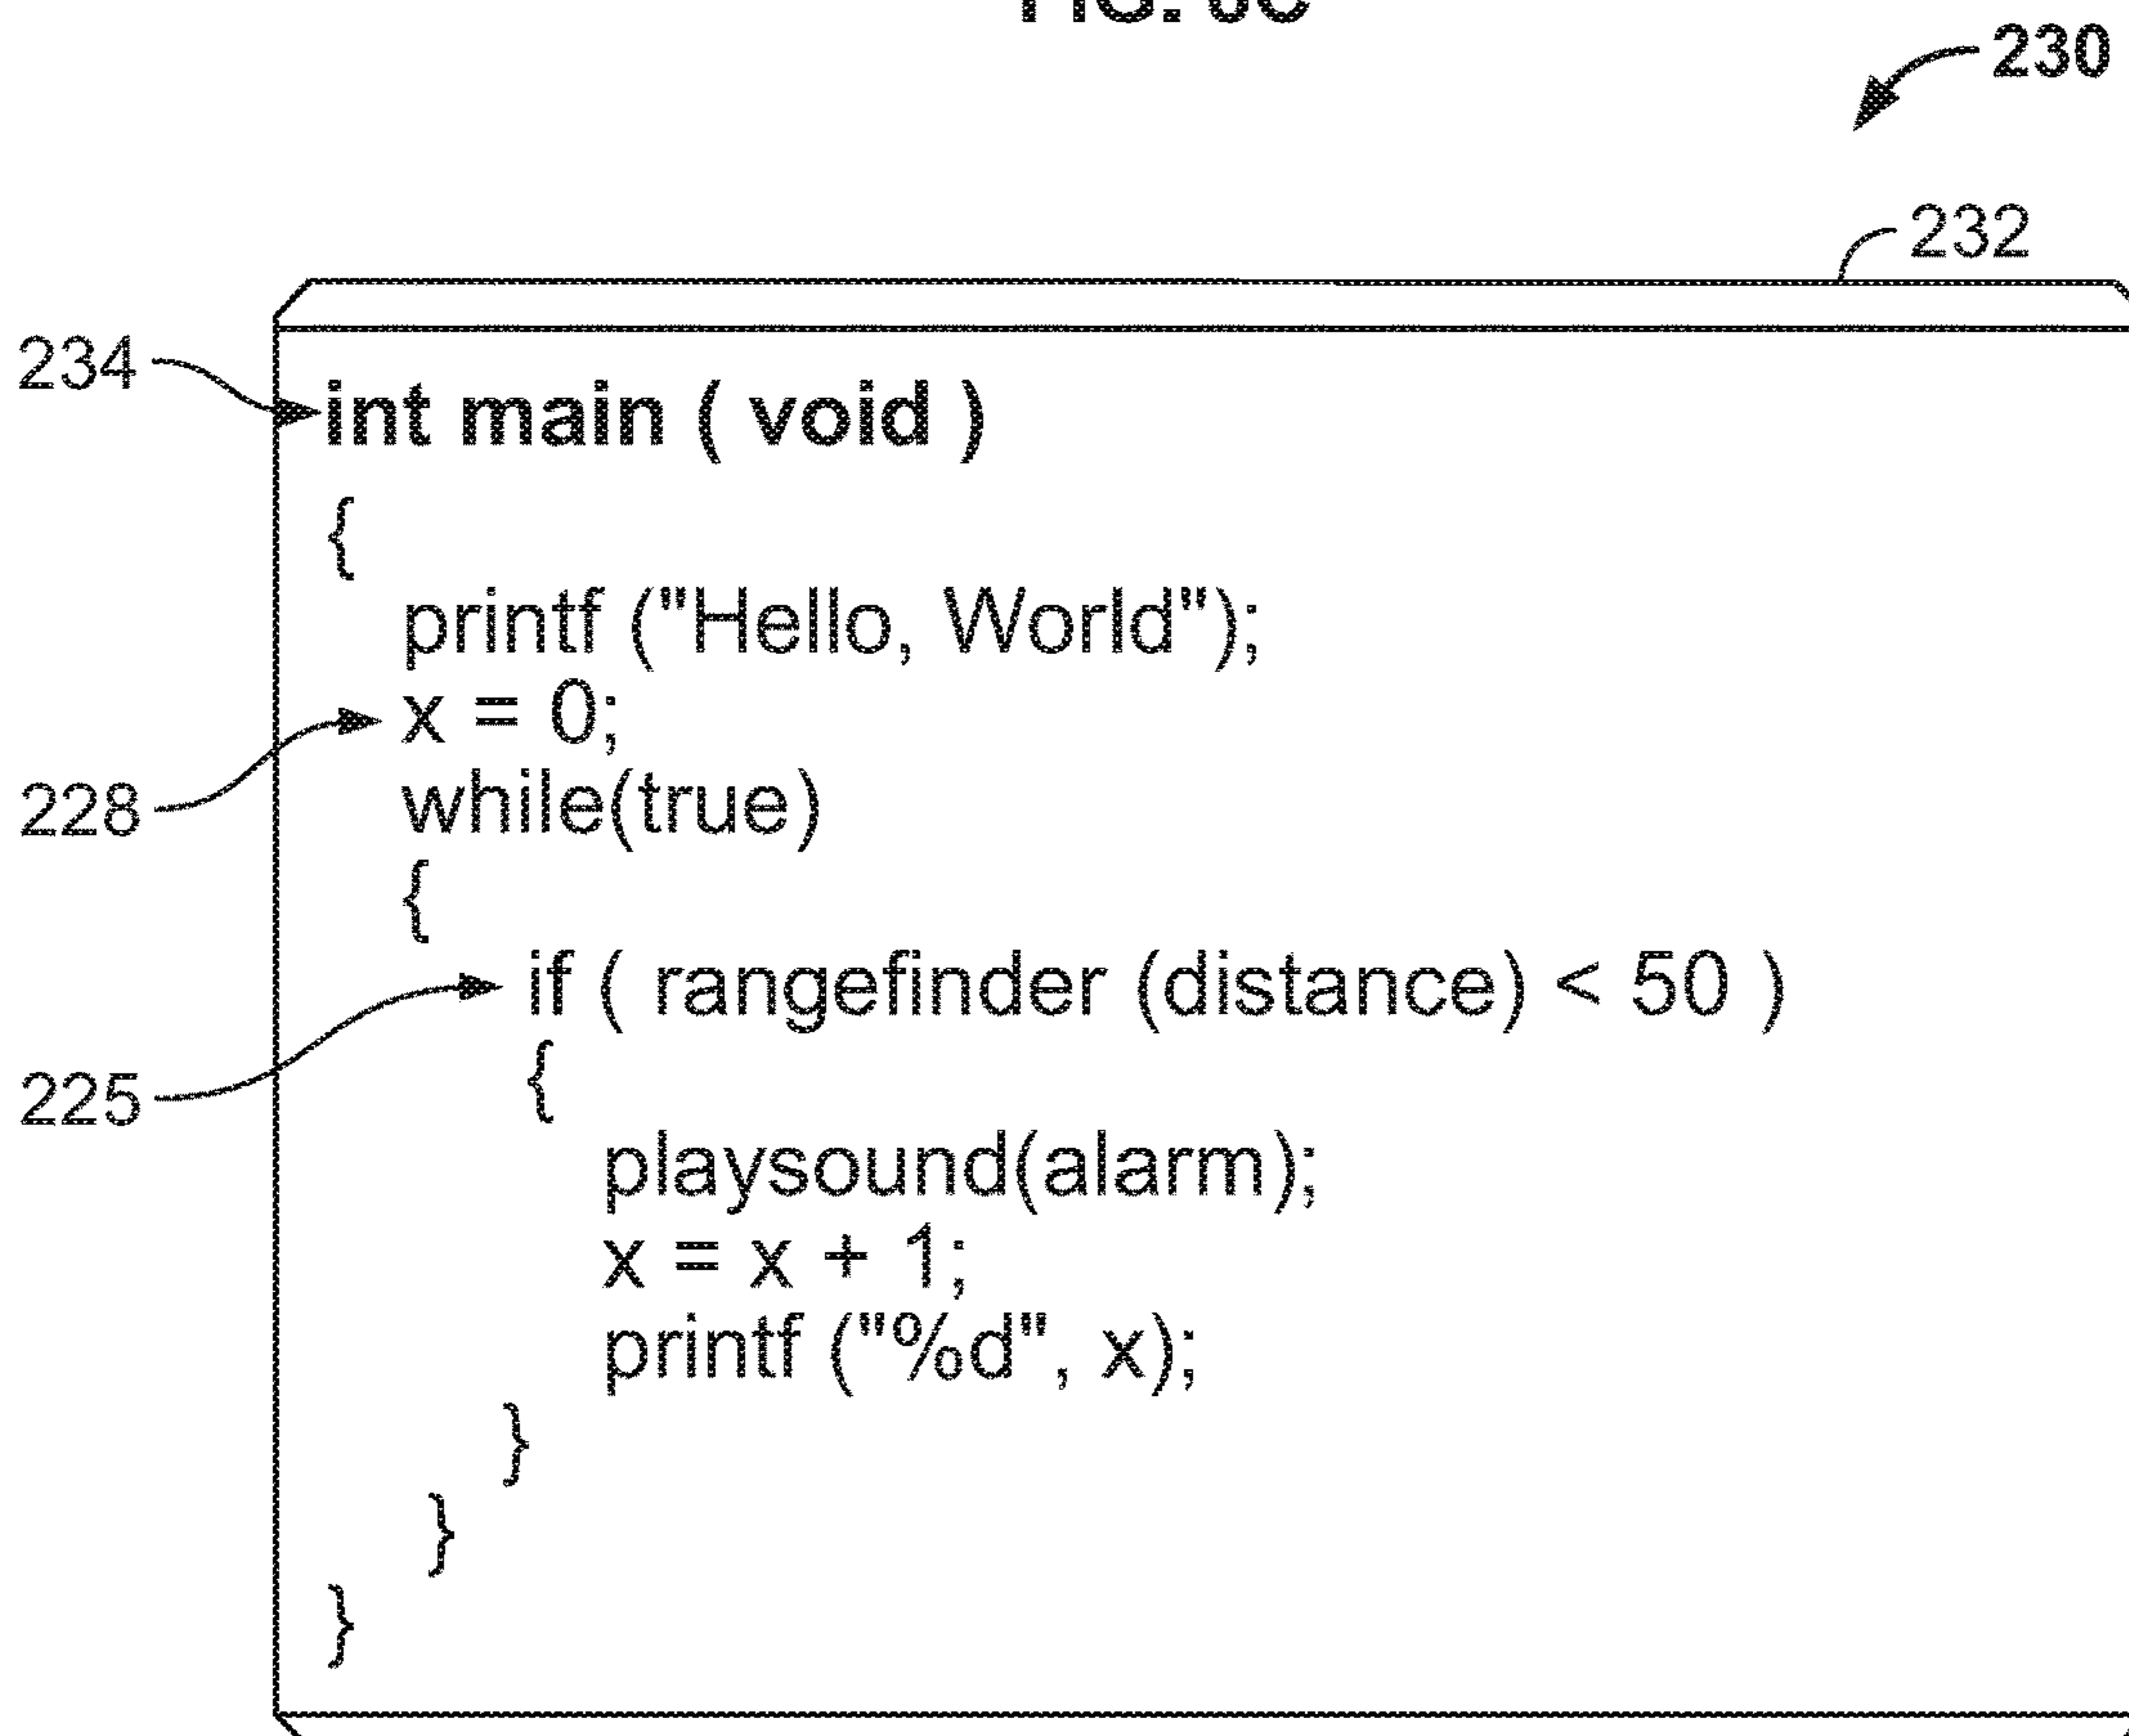 230
232
234
int main ( void )
{
printf ("Hello, World");
x = 0;
228
while(true)
{
if ( rangefinder (distance) < 50 )
225
{
playsound(alarm);
x = x + 1;
printf ("%d", x);
}
}
}